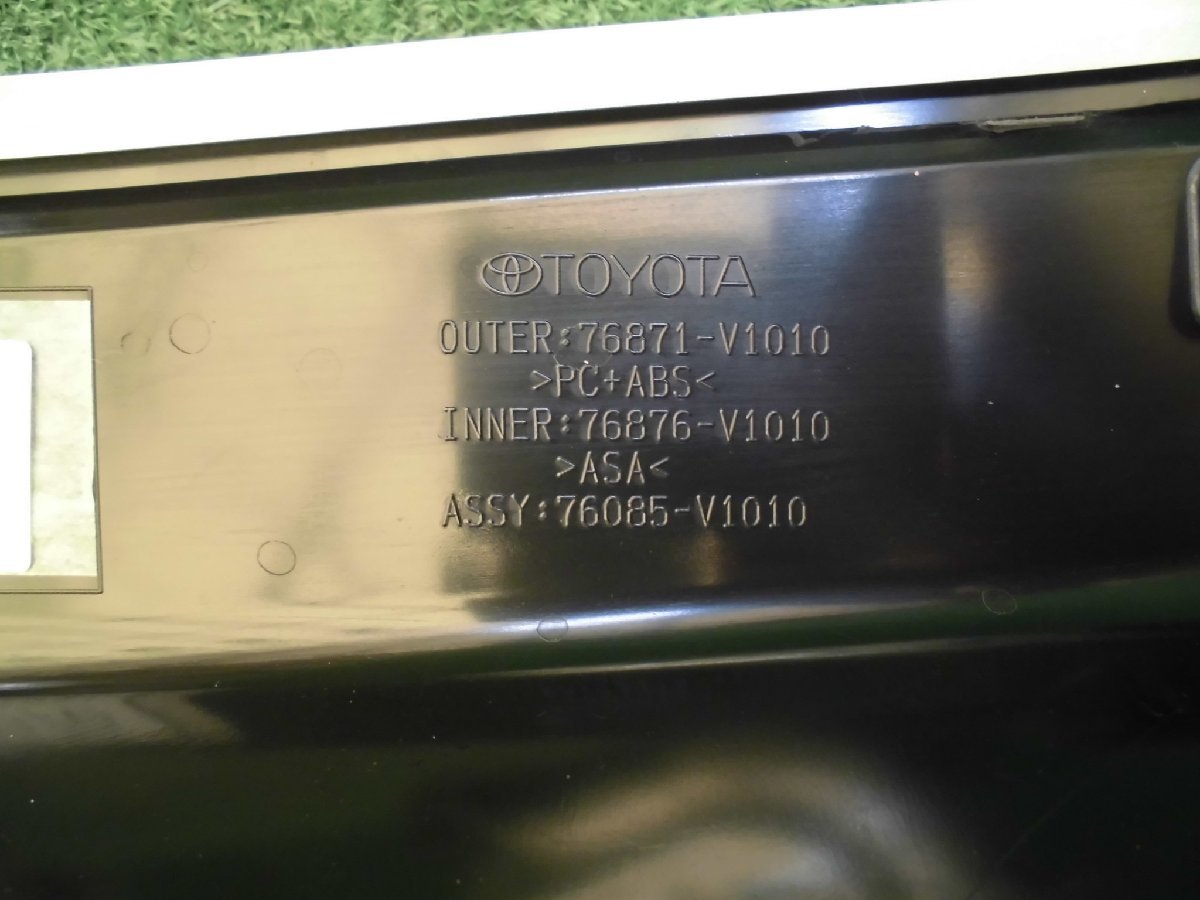 TOYOTA
OUTER:76871-V1010
>PC+ABS<
INNER:76876-V1010
>ASA<
ASSY:76085-V1010